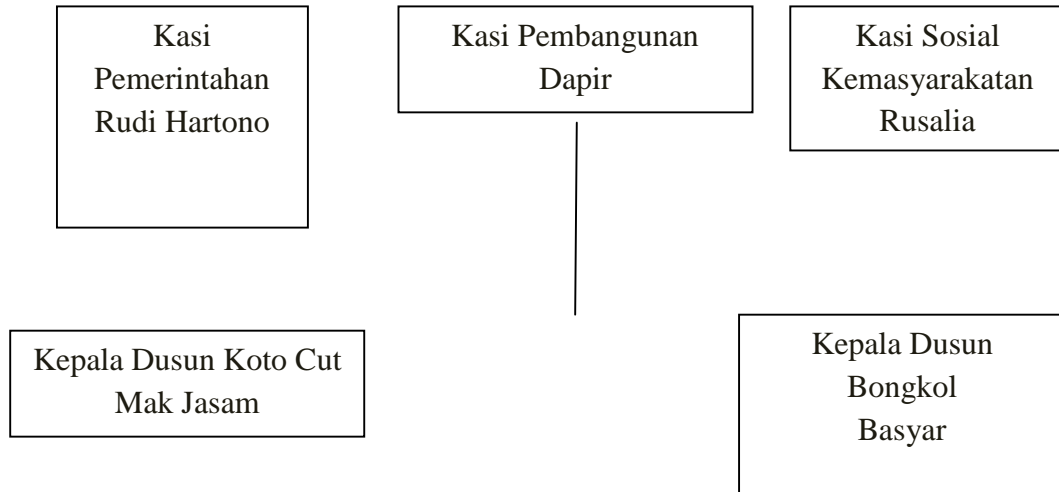 Kasi
Pemerintahan
Rudi Hartono
Kasi Pembangunan
Dapir
Kasi Sosial
Kemasyarakatan
Rusalia
Kepala Dusun Koto Cut
Mak Jasam
Kepala Dusun
Bongkol
Basyar